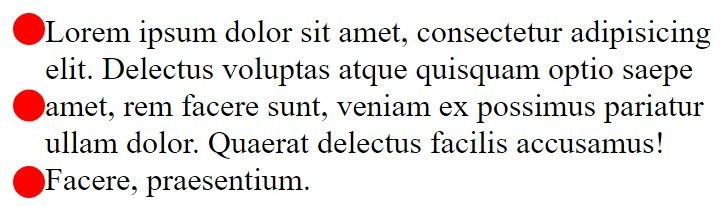 Lorem ipsum dolor sit amet, consectetur adipisicing
elit. Delectus voluptas atque quisquam optio saepe
amet, rem facere sunt, veniam ex possimus pariatur
ullam dolor. Quaerat delectus facilis accusamus!
Facere, praesentium.